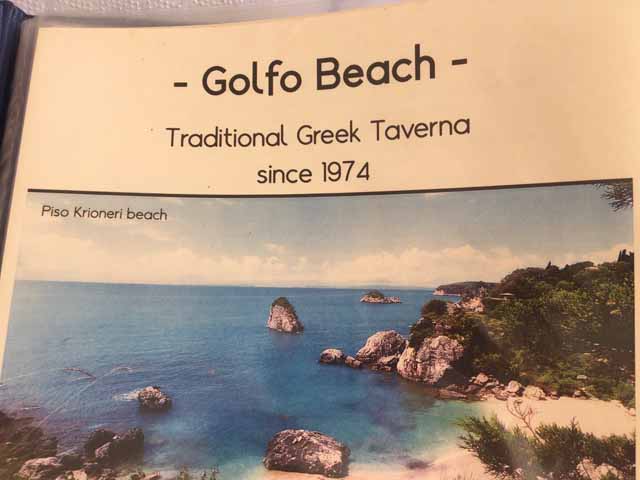 - Golfo Beach -
Traditional Greek Taverna
since 1974
Piso Krioneri beach